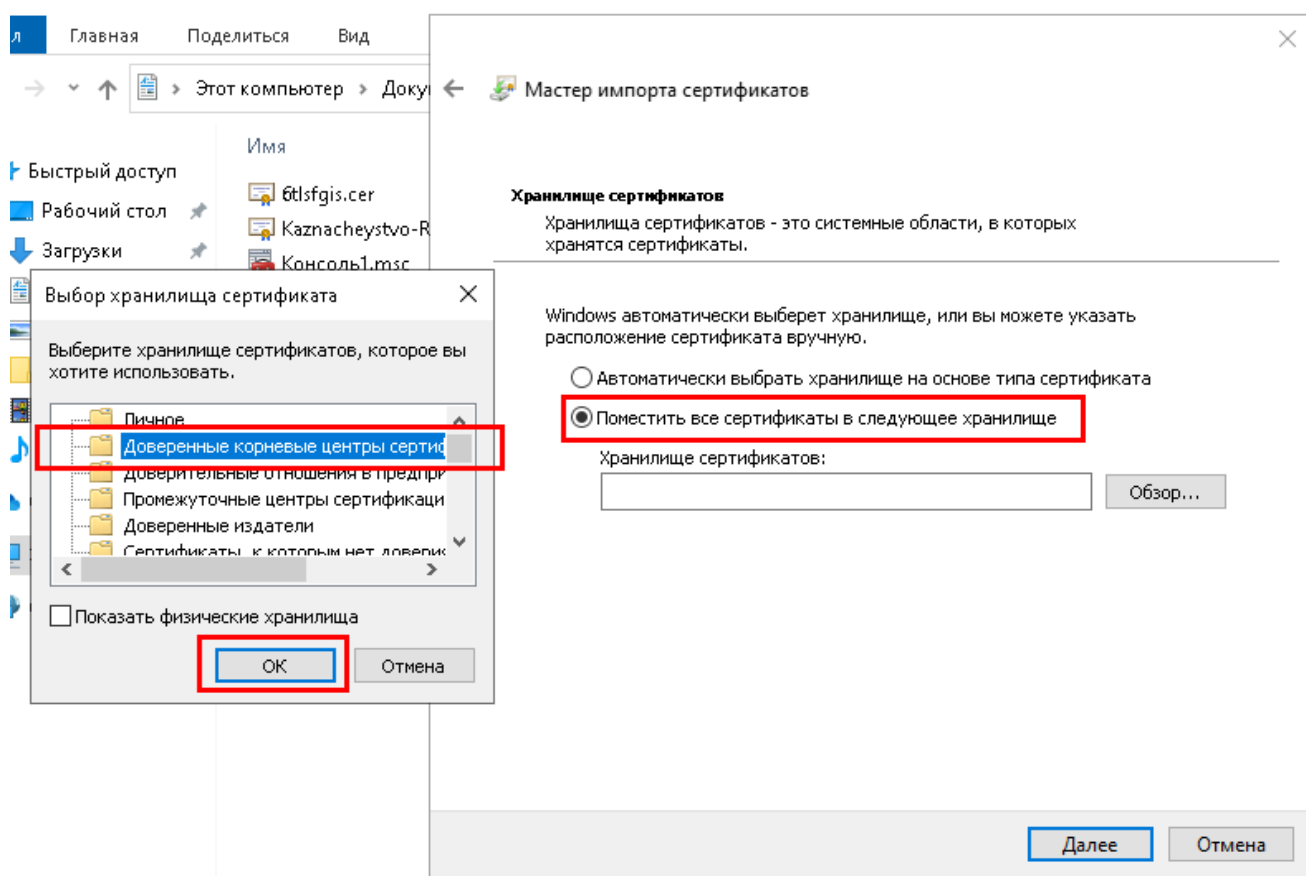 л Главная Поделиться Вид
Этот компьютер > Доку
Мастер импорта сертификатов
Имя
Быстрый доступ
Рабочий стол
Загрузки
6tlsfgis.cer
Kaznacheystvo-R
Консоль1.msc
Хранилище сертификатов
Хранилища сертификатов - это системные области, в которых
хранятся сертификаты.
Windows автоматически выберет хранилище, или вы можете указать
расположение сертификата вручную.
Автоматически выбрать хранилище на основе типа сертификата
Поместить все сертификаты в следующее хранилище
Хранилище сертификатов:
Обзор...
Выбор хранилища сертификата
Выберите хранилище сертификатов, которое вы
хотите использовать.
Личное
Доверенные корневые центры сертиф
Доверительные отношения в предпри
Промежуточные центры сертификаци
Доверенные издатели
Сертификаты, к которым нет довери
Показать физические хранилища
ОК Отмена
Далее Отмена